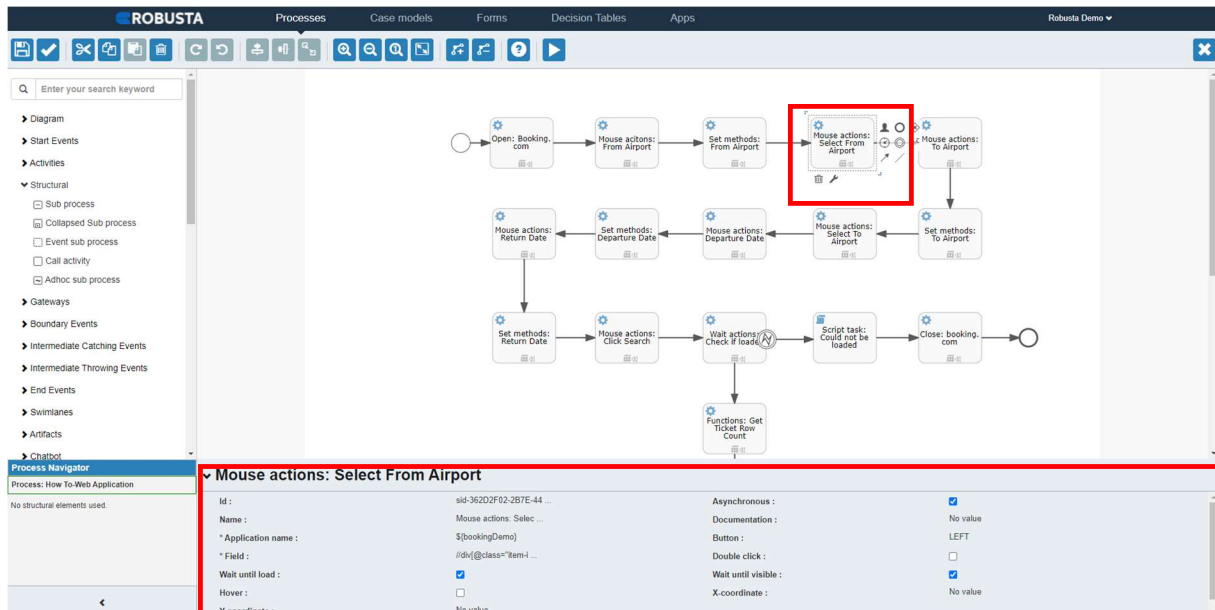 ROBUSTA
Processes
Case models
Forms
Decision Tables
Apps
Robusta Demo
Enter your search keyword
Diagram
Start Events
Activities
Structural
Sub process
Collapsed Sub process
Event sub process
Call activity
Adhoc sub process
Gateways
Boundary Events
Intermediate Catching Events
Intermediate Throwing Events
End Events
Swimlanes
Artifacts
Chatbot
Open: Booking.
com
Mouse acitons:
From Airport
Set methods:
From Airport
Mouse actions:
Select From
Airport
Mouse actions:
To Airport
Mouse actions:
Return Date
Set methods:
Departure Date
Mouse actions:
Departure Date
Mouse actions:
Select To
Airport
Set methods:
To Airport
Set methods:
Return Date
Mouse actions:
Click Search
Wait actions:
Check if loaded
Script task:
Could not be
loaded
Close: booking.
com
Functions: Get
Ticket Row
Count
Process Navigator
Process: How To-Web Application
No structural elements used.
Mouse actions: Select From Airport
Id : sid-362D2F02-2B7E-44 ...
Asynchronous :
Name : Mouse actions: Selec ...
Documentation : No value
* Application name : ${bookingDemo}
Button : LEFT
* Field : //div[@class="item-i ...
Double click :
Wait until load :
Wait until visible :
Hover :
X-coordinate : No value
Y-coordinate : No value